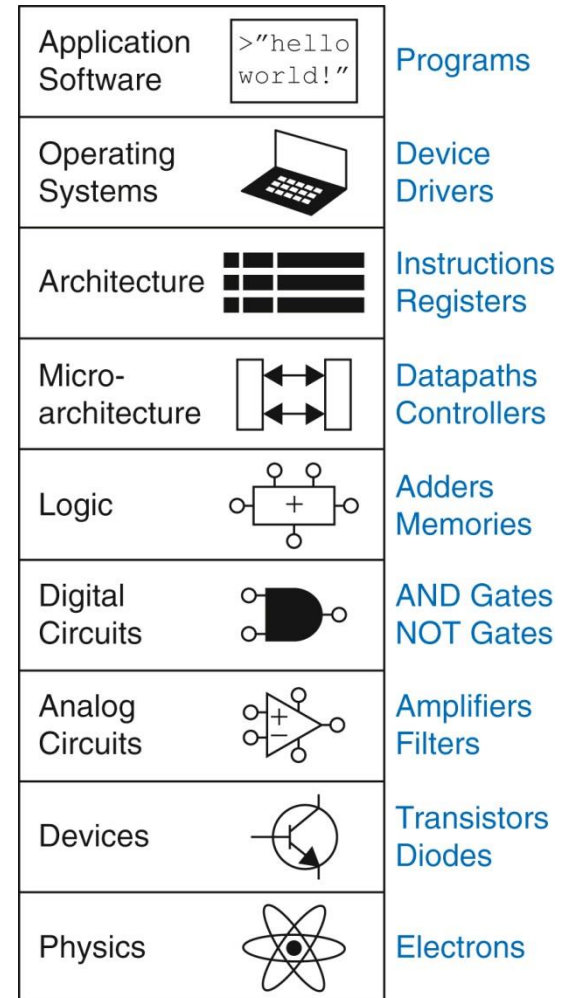 Application
Software
>"hello
world!"
Programs
Operating
Systems
Device
Drivers
Architecture
Instructions
Registers
Micro-
architecture
Datapaths
Controllers
Logic
+
Adders
Memories
Digital
Circuits
AND Gates
NOT Gates
Analog
Circuits
+
−
Amplifiers
Filters
Devices
Transistors
Diodes
Physics
Electrons